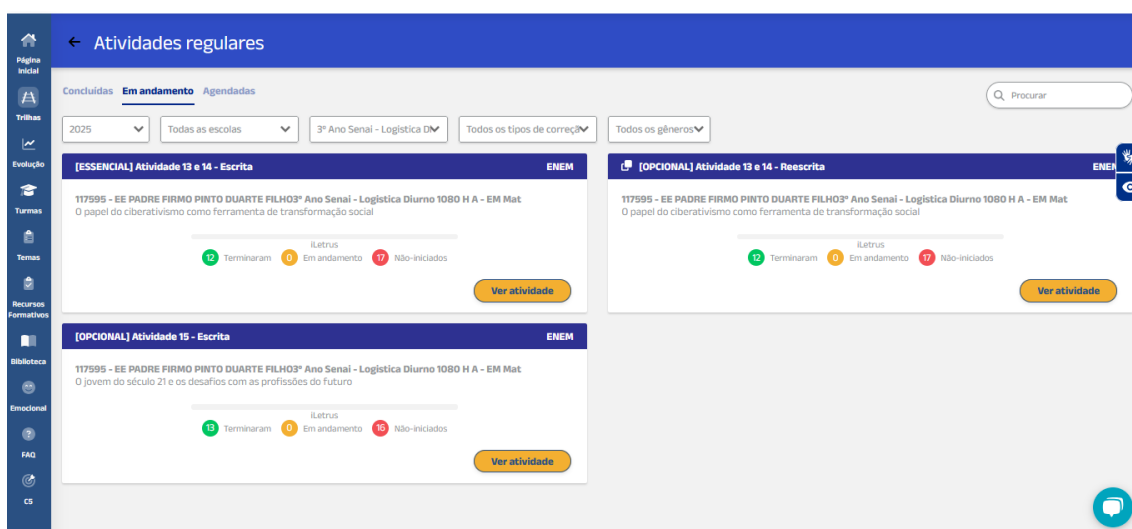 Página
Inicial
Trilhas
Evolução
Turmas
Temas
Recursos
Formativos
Biblioteca
Emocional
FAQ
CS
Atividades regulares
Concluídas Em andamento Agendadas
Procurar
2025
Todas as escolas
3º Ano Senai - Logistica D
Todos os tipos de correçã
Todos os gêneros
[ESSENCIAL] Atividade 13 e 14 - Escrita ENEM
117595 - EE PADRE FIRMO PINTO DUARTE FILHO3º Ano Senai - Logistica Diurno 1080 H A - EM Mat
O papel do ciberativismo como ferramenta de transformação social
iLetrus
12 Terminaram 0 Em andamento 17 Não-iniciados
Ver atividade
[OPCIONAL] Atividade 13 e 14 - Reescrita ENEM
117595 - EE PADRE FIRMO PINTO DUARTE FILHO3º Ano Senai - Logistica Diurno 1080 H A - EM Mat
O papel do ciberativismo como ferramenta de transformação social
iLetrus
12 Terminaram 0 Em andamento 17 Não-iniciados
Ver atividade
[OPCIONAL] Atividade 15 - Escrita ENEM
117595 - EE PADRE FIRMO PINTO DUARTE FILHO3º Ano Senai - Logistica Diurno 1080 H A - EM Mat
O jovem do século 21 e os desafios com as profissões do futuro
iLetrus
13 Terminaram 0 Em andamento 16 Não-iniciados
Ver atividade